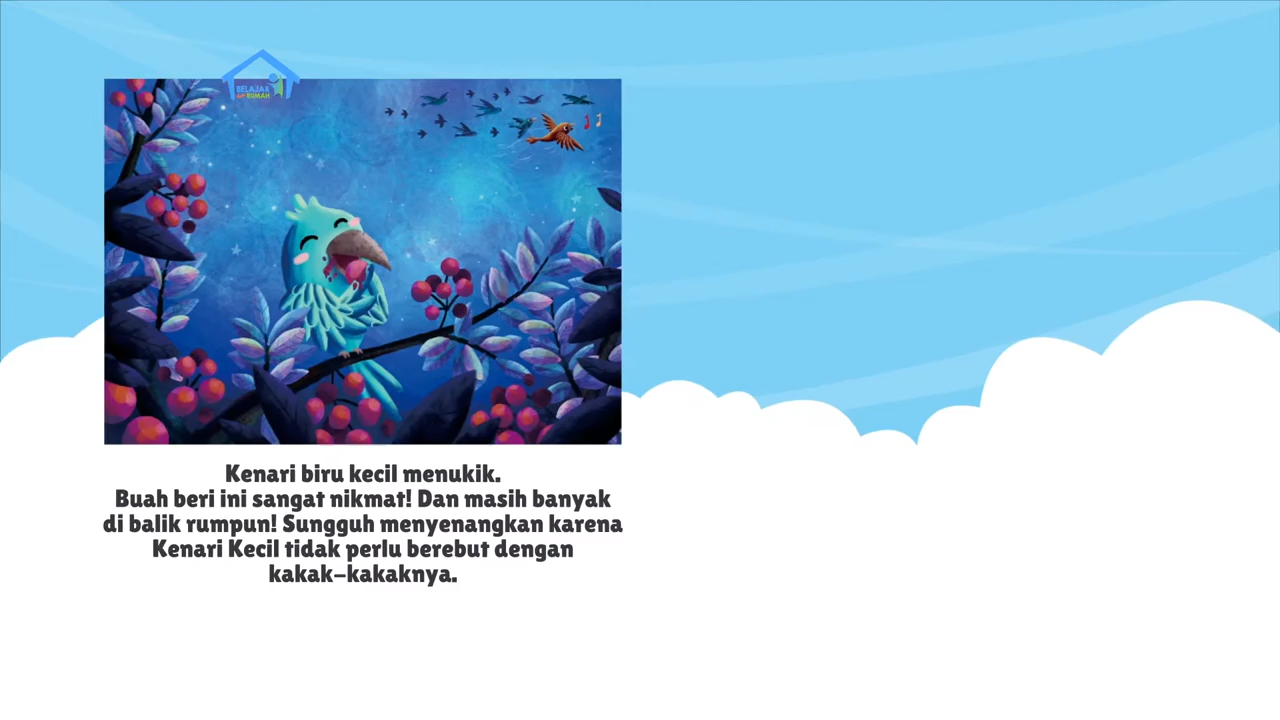 BELAJAR
dari RUMAH
Kenari biru kecil menukik.
Buah beri ini sangat nikmat! Dan masih banyak
di balik rumpun! Sungguh menyenangkan karena
Kenari Kecil tidak perlu berebut dengan
kakak-kakaknya.